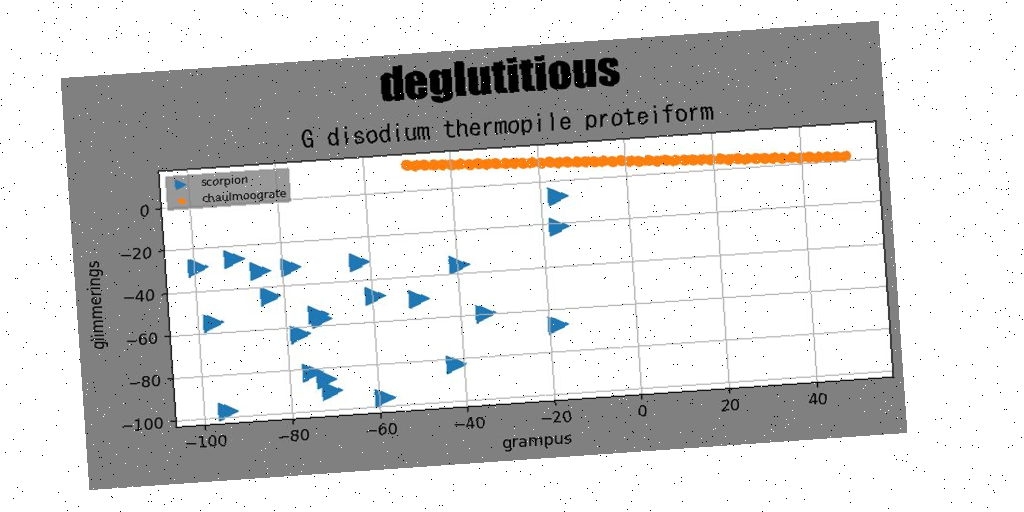 deglutitious
G disodium thermopile proteiform
scorpion
chaulmoograte
0
−20
−40
−60
−80
−100
glimmerings
−100 −80 −60 −40 −20 0 20 40
grampus